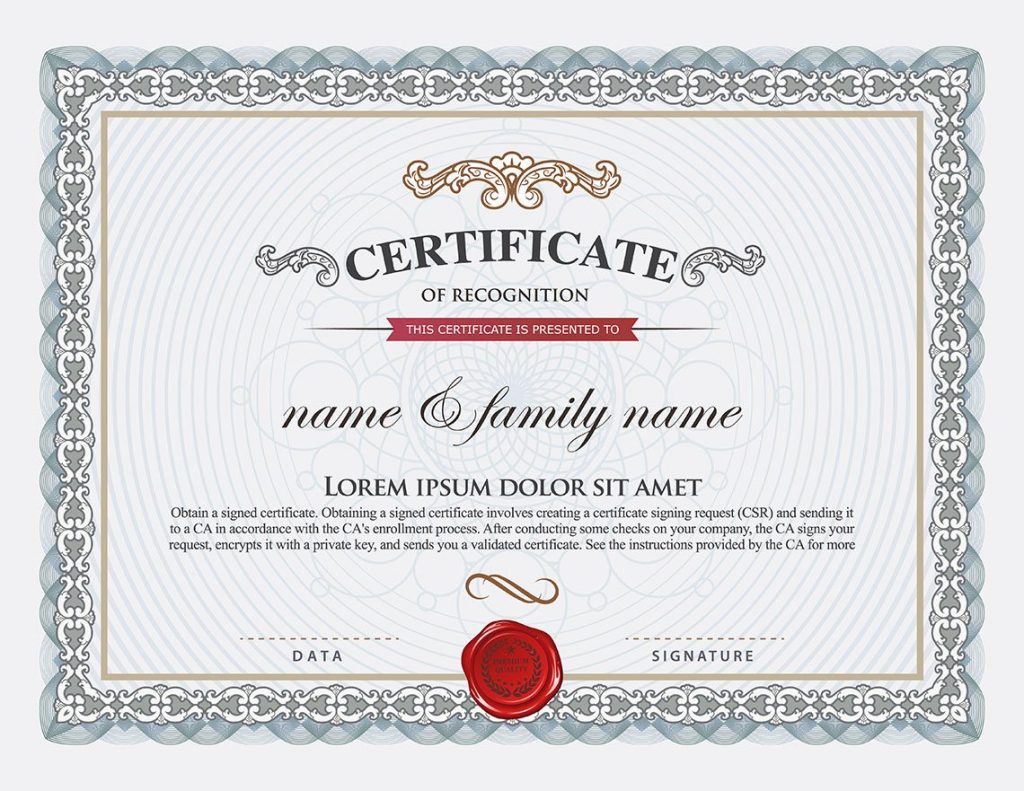 CERTIFICATE
OF RECOGNITION
THIS CERTIFICATE IS PRESENTED TO
name & family name
LOREM IPSUM DOLOR SIT AMET
Obtain a signed certificate. Obtaining a signed certificate involves creating a certificate signing request (CSR) and sending it
to a CA in accordance with the CA's enrollment process. After conducting some checks on your company, the CA signs your
request, encrypts it with a private key, and sends you a validated certificate. See the instructions provided by the CA for more
DATA
SIGNATURE
PREMIUM
QUALITY